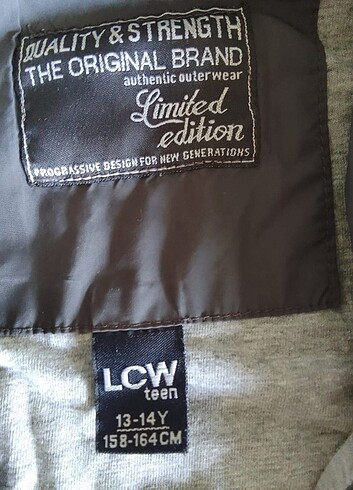 QUALITY & STRENGTH
THE ORIGINAL BRAND
authentic outerwear
Limited
edition
PROGRASSIVE DESIGN FOR NEW GENERATIONS
LCW
teen
13-14Y
158-164CM